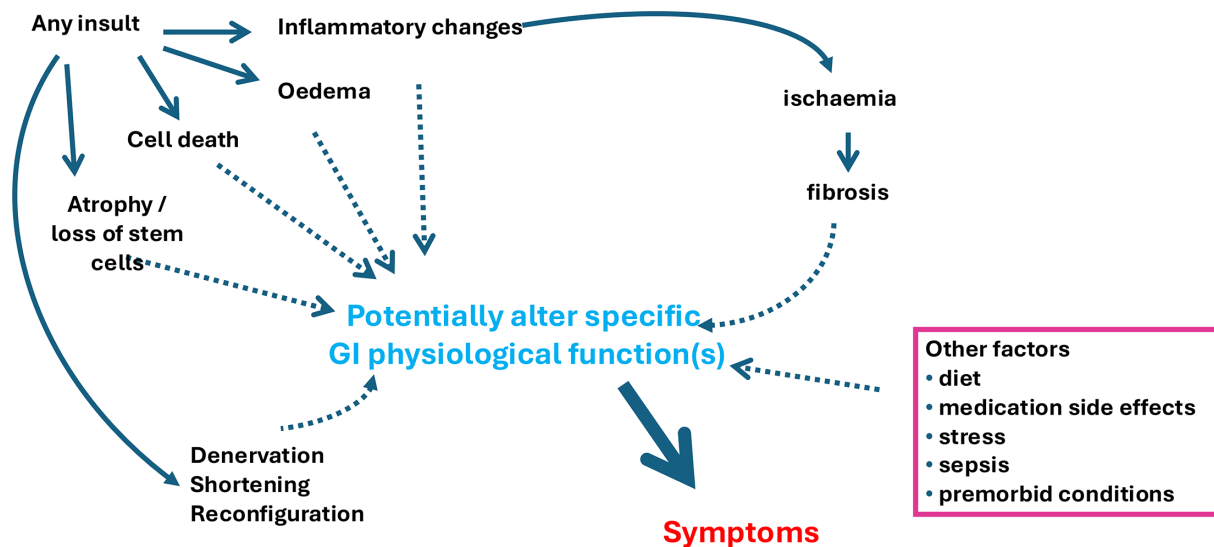 Any insult
Inflammatory changes
Oedema
ischaemia
Cell death
fibrosis
Atrophy /
loss of stem
cells
Potentially alter specific
GI physiological function(s)
Other factors
• diet
• medication side effects
• stress
• sepsis
• premorbid conditions
Denervation
Shortening
Reconfiguration
Symptoms